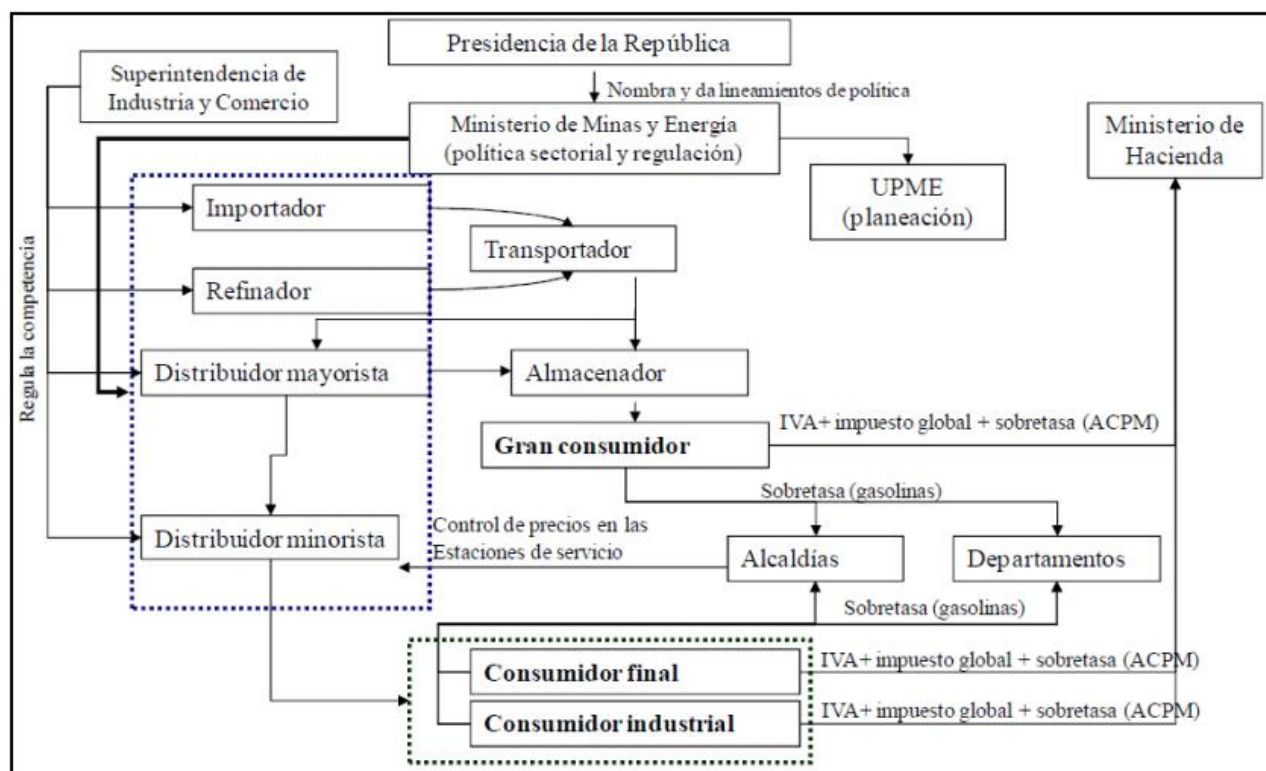 Presidencia de la República
Superintendencia de
Industria y Comercio
Nombra y da lineamientos de política
Ministerio de Minas y Energía
(política sectorial y regulación)
Ministerio de
Hacienda
UPME
(planeación)
Importador
Transportador
Refinador
Regula la competencia
Distribuidor mayorista
Almacenador
IVA+ impuesto global + sobretasa (ACPM)
Gran consumidor
Sobretasa (gasolinas)
Control de precios en las
Estaciones de servicio
Distribuidor minorista
Alcaldías
Departamentos
Sobretasa (gasolinas)
Consumidor final
IVA+ impuesto global + sobretasa (ACPM)
Consumidor industrial
IVA+ impuesto global + sobretasa (ACPM)